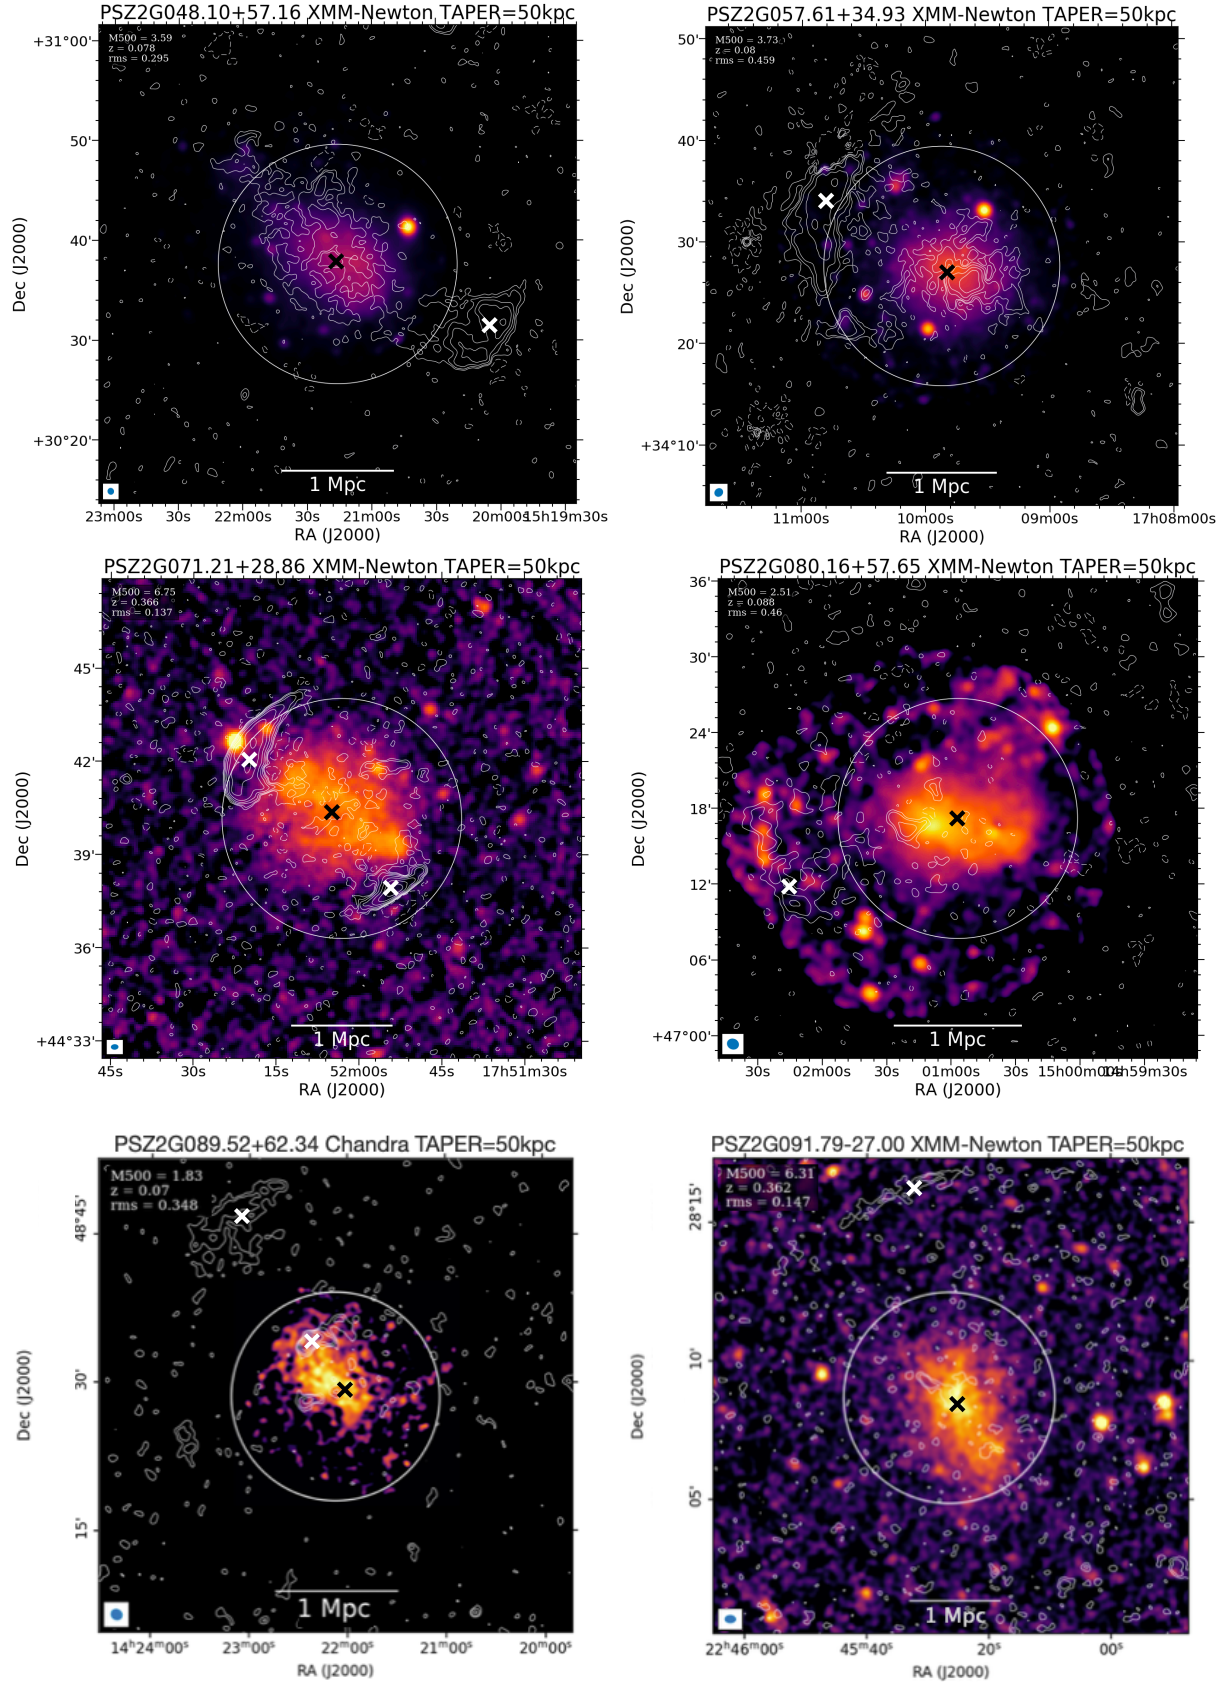 PSZ2G048.10+57.16 XMM-Newton TAPER=50kpc
M500 = 3.59
z = 0.078
rms = 0.295
+31°00'
50'
40'
30'
+30°20'
Dec (J2000)
1 Mpc
23m00s 30s 22m00s 30s 21m00s 30s 20m00s 15h19m30s
RA (J2000)
PSZ2G057.61+34.93 XMM-Newton TAPER=50kpc
M500 = 3.73
z = 0.08
rms = 0.459
50'
40'
30'
20'
+34°10'
Dec (J2000)
1 Mpc
11m00s 10m00s 09m00s 17h08m00s
RA (J2000)
PSZ2G071.21+28.86 XMM-Newton TAPER=50kpc
M500 = 6.75
z = 0.366
rms = 0.137
45'
42'
39'
36'
+44°33'
Dec (J2000)
1 Mpc
45s 30s 15s 52m00s 45s 17h51m30s
RA (J2000)
PSZ2G080.16+57.65 XMM-Newton TAPER=50kpc
M500 = 2.51
z = 0.088
rms = 0.46
36'
30'
24'
18'
12'
06'
+47°00'
Dec (J2000)
1 Mpc
30s 02m00s 30s 01m00s 30s 15h00m00s 14h59m30s
RA (J2000)
PSZ2G089.52+62.34 Chandra TAPER=50kpc
M500 = 1.83
z = 0.07
rms = 0.348
48°45'
30'
15'
Dec (J2000)
1 Mpc
14h24m00s 23m00s 22m00s 21m00s 20m00s
RA (J2000)
PSZ2G091.79-27.00 XMM-Newton TAPER=50kpc
M500 = 6.31
z = 0.362
rms = 0.147
28°15'
10'
05'
Dec (J2000)
1 Mpc
22h46m00s 45m40s 20s 00s
RA (J2000)